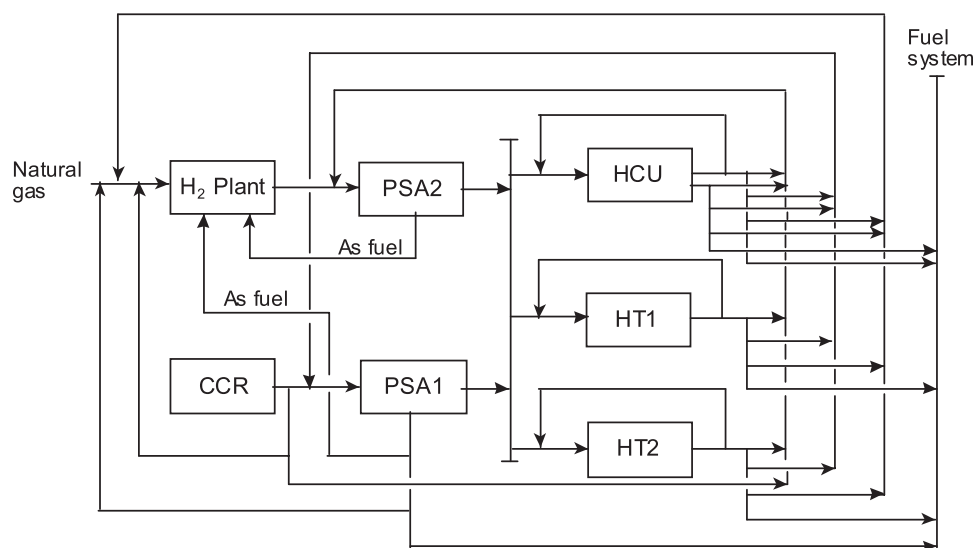 Fuel
system
Natural
gas
H₂ Plant
PSA2
HCU
As fuel
As fuel
HT1
CCR
PSA1
HT2